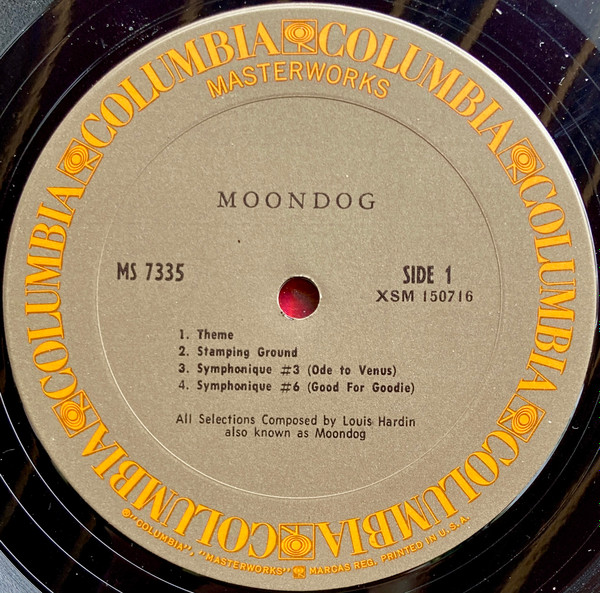 COLUMBIA COLUMBIA COLUMBIA COLUMBIA COLUMBIA COLUMBIA COLUMBIA
MASTERWORKS
MOONDOG
MS 7335
SIDE 1
XSM 150716
1. Theme
2. Stamping Ground
3. Symphonique #3 (Ode to Venus)
4. Symphonique #6 (Good For Goodie)
All Selections Composed by Louis Hardin
also known as Moondog
® "COLUMBIA", "MASTERWORKS" MARCAS REG. PRINTED IN U.S.A.